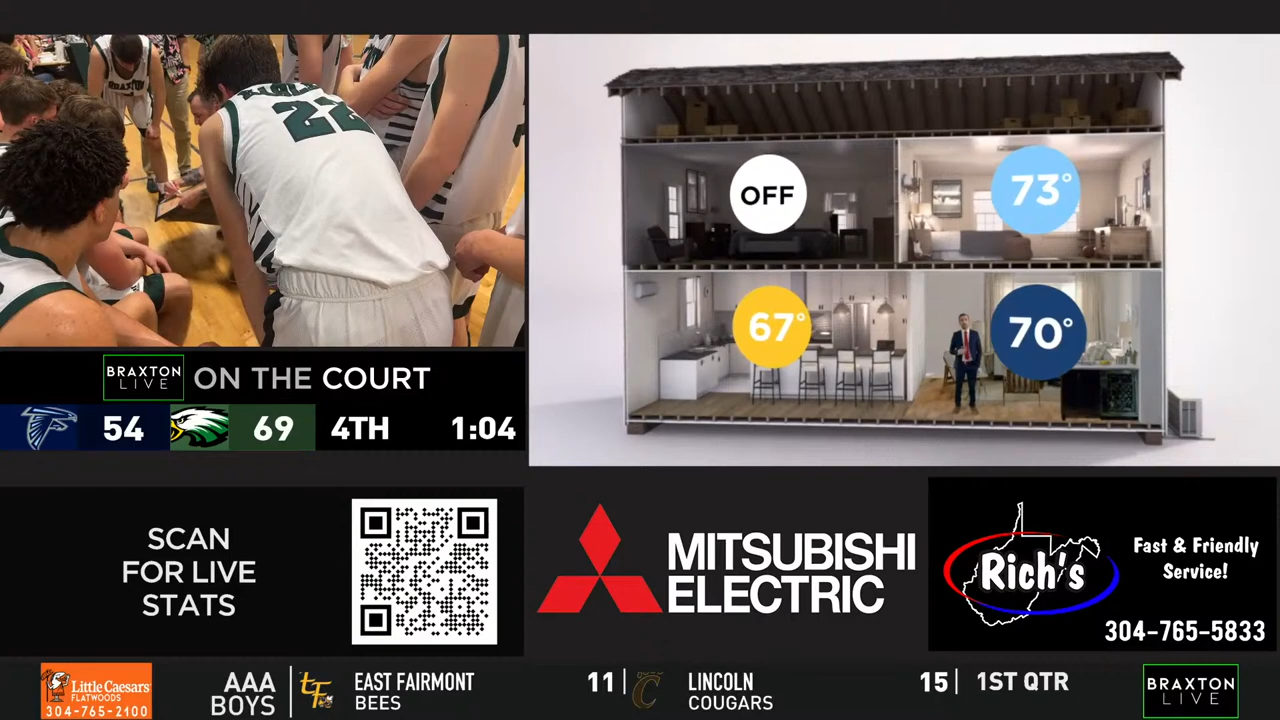 22
OFF
73°
67°
70°
BRAXTON
LIVE
ON THE COURT
54
69
4TH
1:04
SCAN
FOR LIVE
STATS
MITSUBISHI
ELECTRIC
Rich's
Fast & Friendly
Service!
304-765-5833
Little Caesars
FLATWOODS
304-765-2100
AAA
BOYS
EAST FAIRMONT
BEES
11
LINCOLN
COUGARS
15
1ST QTR
BRAXTON
LIVE